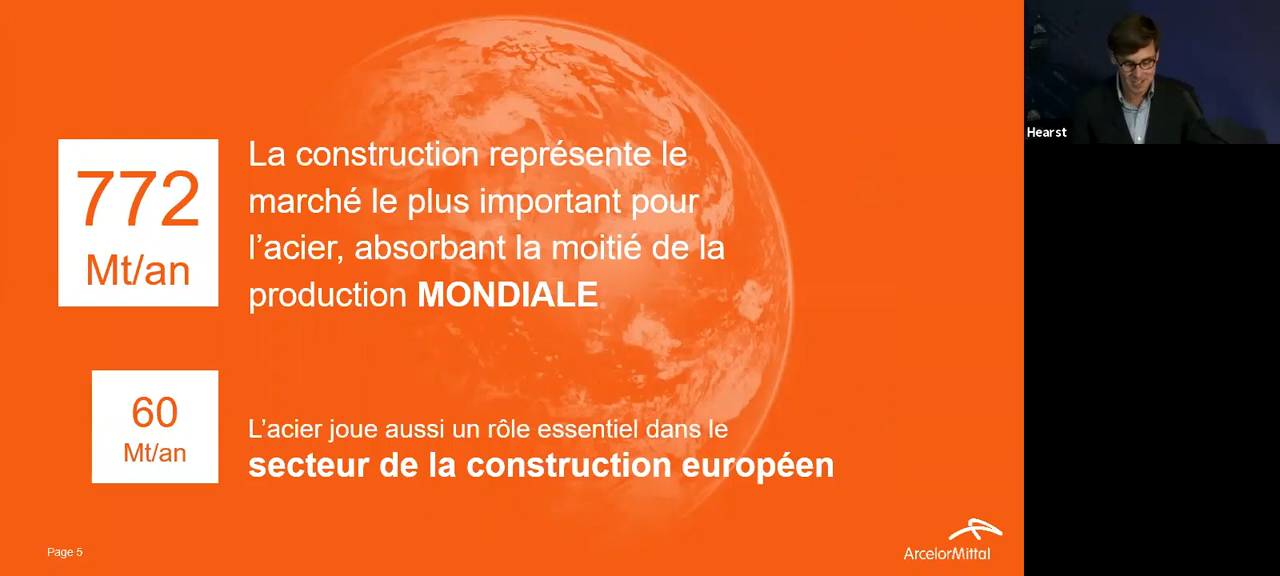 772
Mt/an
La construction représente le
marché le plus important pour
l’acier, absorbant la moitié de la
production MONDIALE
60
Mt/an
L’acier joue aussi un rôle essentiel dans le
secteur de la construction européen
Page 5
ArcelorMittal
Hearst